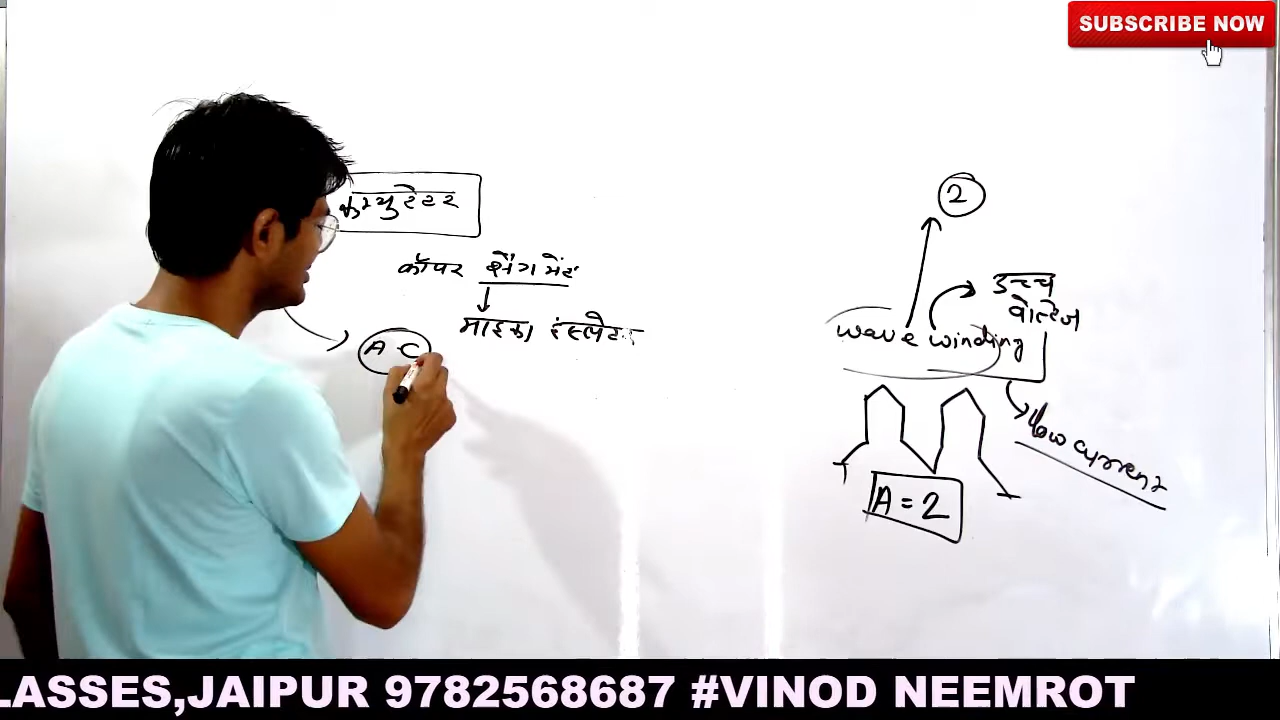 SUBSCRIBE NOW
कम्युटेटर
कॉपर सेंगमेंट
माइका इंस्लेटर
A C
2
उच्च
वोल्टेज
wave winding
low current
A = 2
LASSES,JAIPUR 9782568687 #VINOD NEEMROT